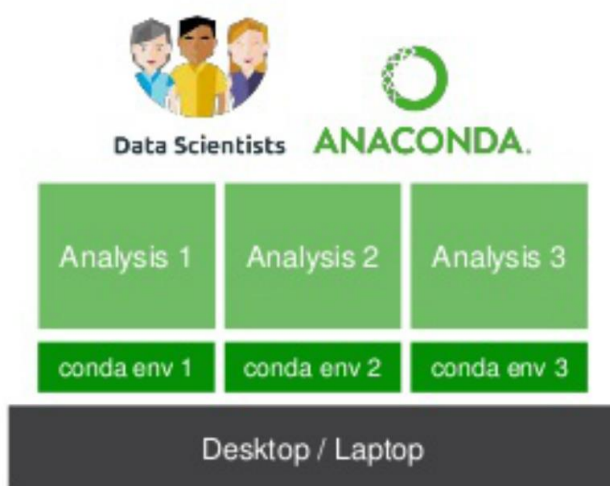 Data Scientists
ANACONDA.
Analysis 1
Analysis 2
Analysis 3
conda env 1
conda env 2
conda env 3
Desktop / Laptop